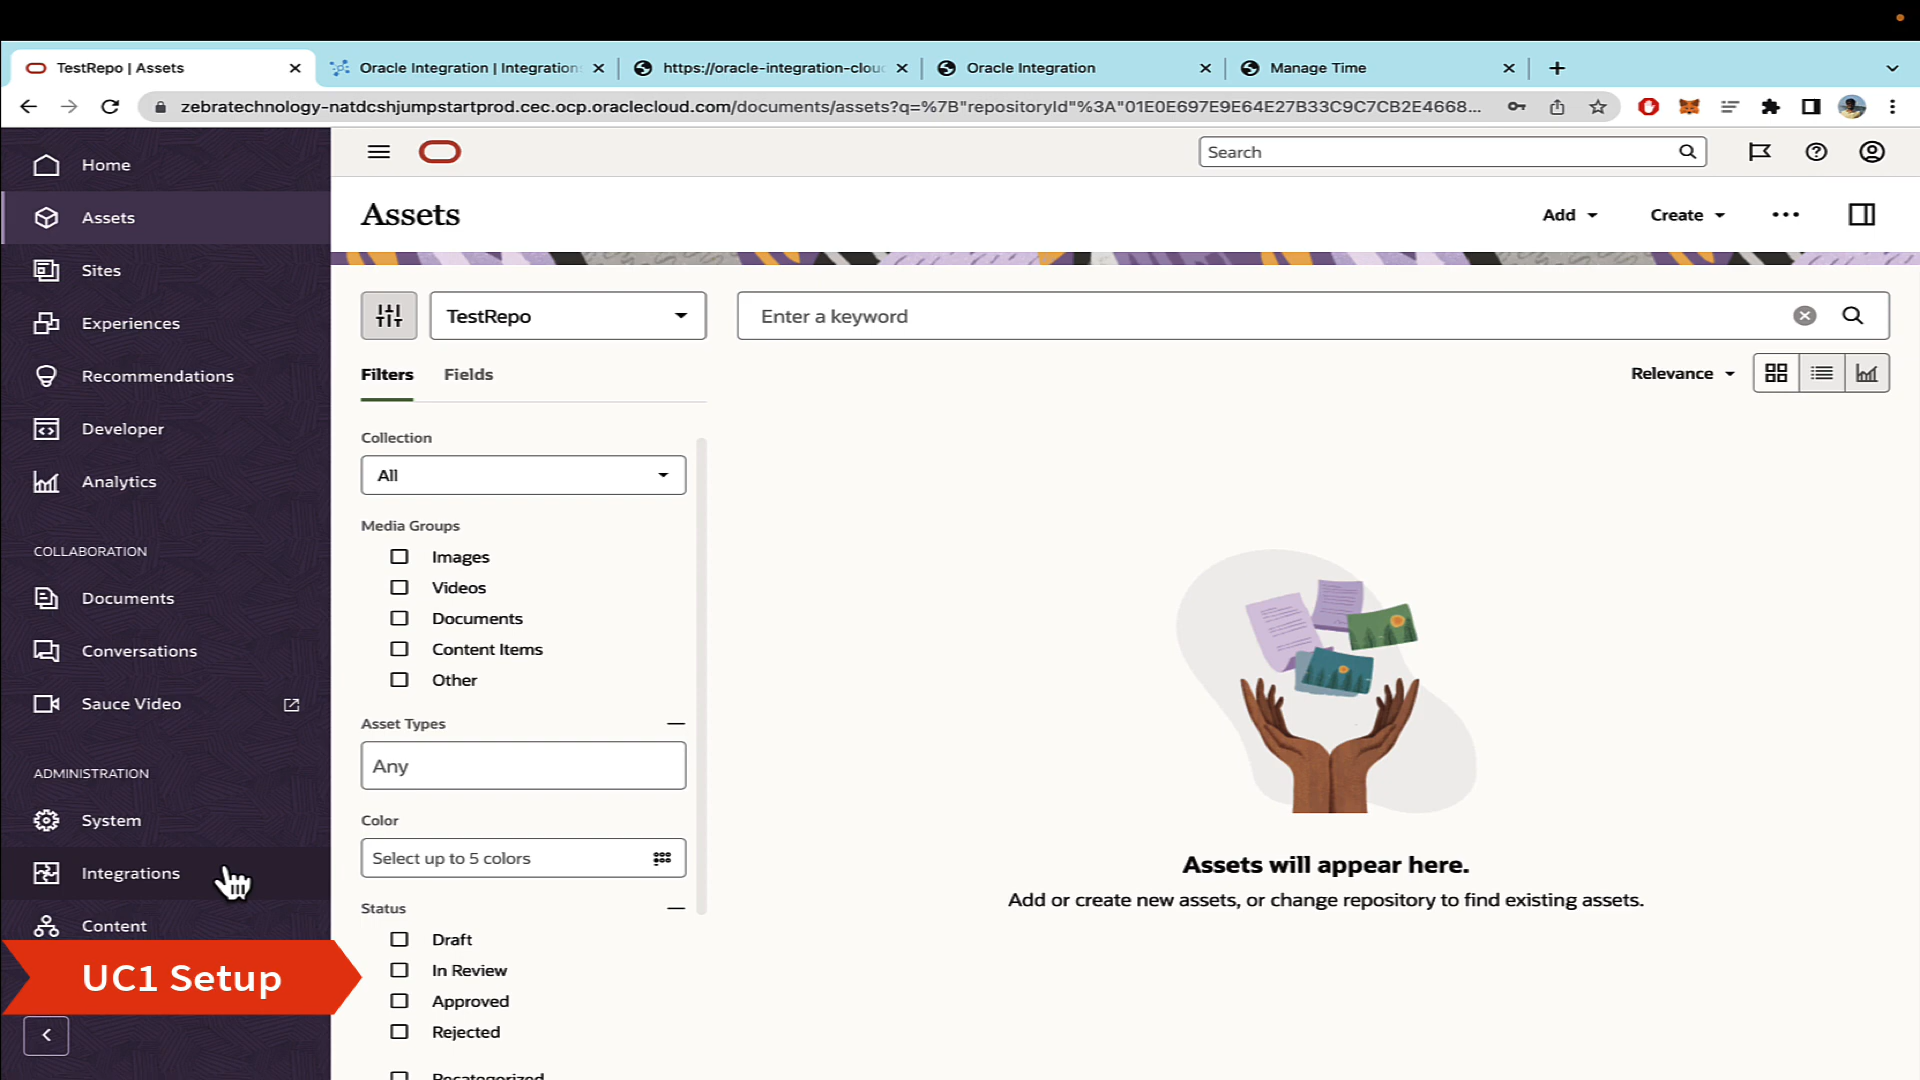 TestRepo | Assets
Oracle Integration | Integration
https://oracle-integration-clou
Oracle Integration
Manage Time
zebratechnology-natdcshjumpstartprod.cec.ocp.oraclecloud.com/documents/assets?q=%7B"repositoryId"%3A"01E0E697E9E64E27B33C9C7CB2E4668...
Home
Assets
Sites
Experiences
Recommendations
Developer
Analytics
COLLABORATION
Documents
Conversations
Sauce Video
ADMINISTRATION
System
Integrations
Content
UC1 Setup
Search
Assets
Add
Create
TestRepo
Enter a keyword
Filters
Fields
Relevance
Collection
All
Media Groups
Images
Videos
Documents
Content Items
Other
Asset Types
Any
Color
Select up to 5 colors
Status
Draft
In Review
Approved
Rejected
Recategorized
Assets will appear here.
Add or create new assets, or change repository to find existing assets.